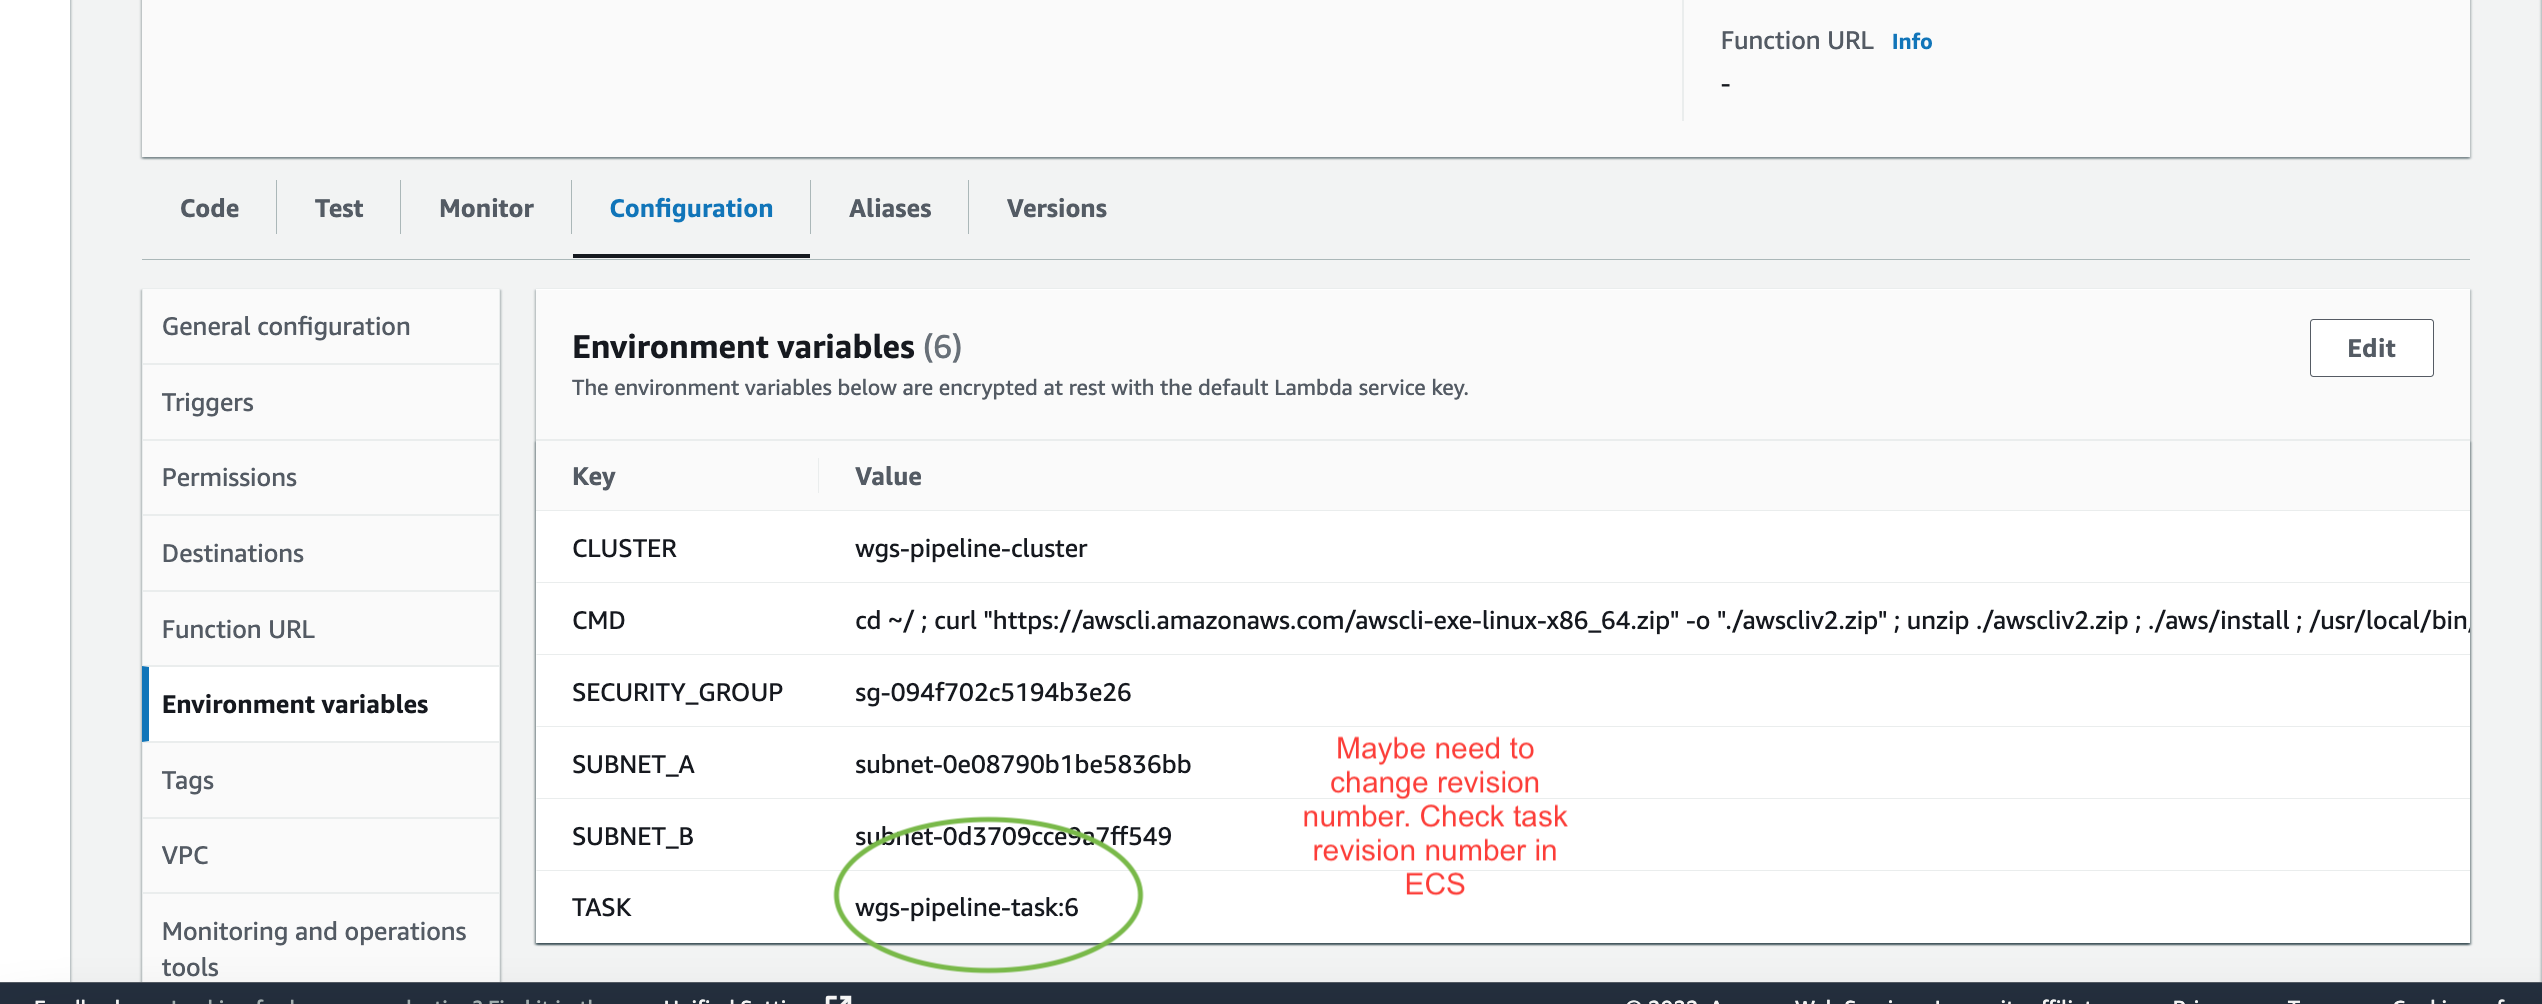 Function URL Info
-
Code Test Monitor Configuration Aliases Versions
General configuration
Triggers
Permissions
Destinations
Function URL
Environment variables
Tags
VPC
Monitoring and operations
tools
Environment variables (6)
Edit
The environment variables below are encrypted at rest with the default Lambda service key.
Key Value
CLUSTER wgs-pipeline-cluster
CMD cd ~/ ; curl "https://awscli.amazonaws.com/awscli-exe-linux-x86_64.zip" -o "./awscliv2.zip" ; unzip ./awscliv2.zip ; ./aws/install ; /usr/local/bin/
SECURITY_GROUP sg-094f702c5194b3e26
SUBNET_A subnet-0e08790b1be5836bb
SUBNET_B subnet-0d3709cce9a7ff549
TASK wgs-pipeline-task:6
Maybe need to
change revision
number. Check task
revision number in
ECS